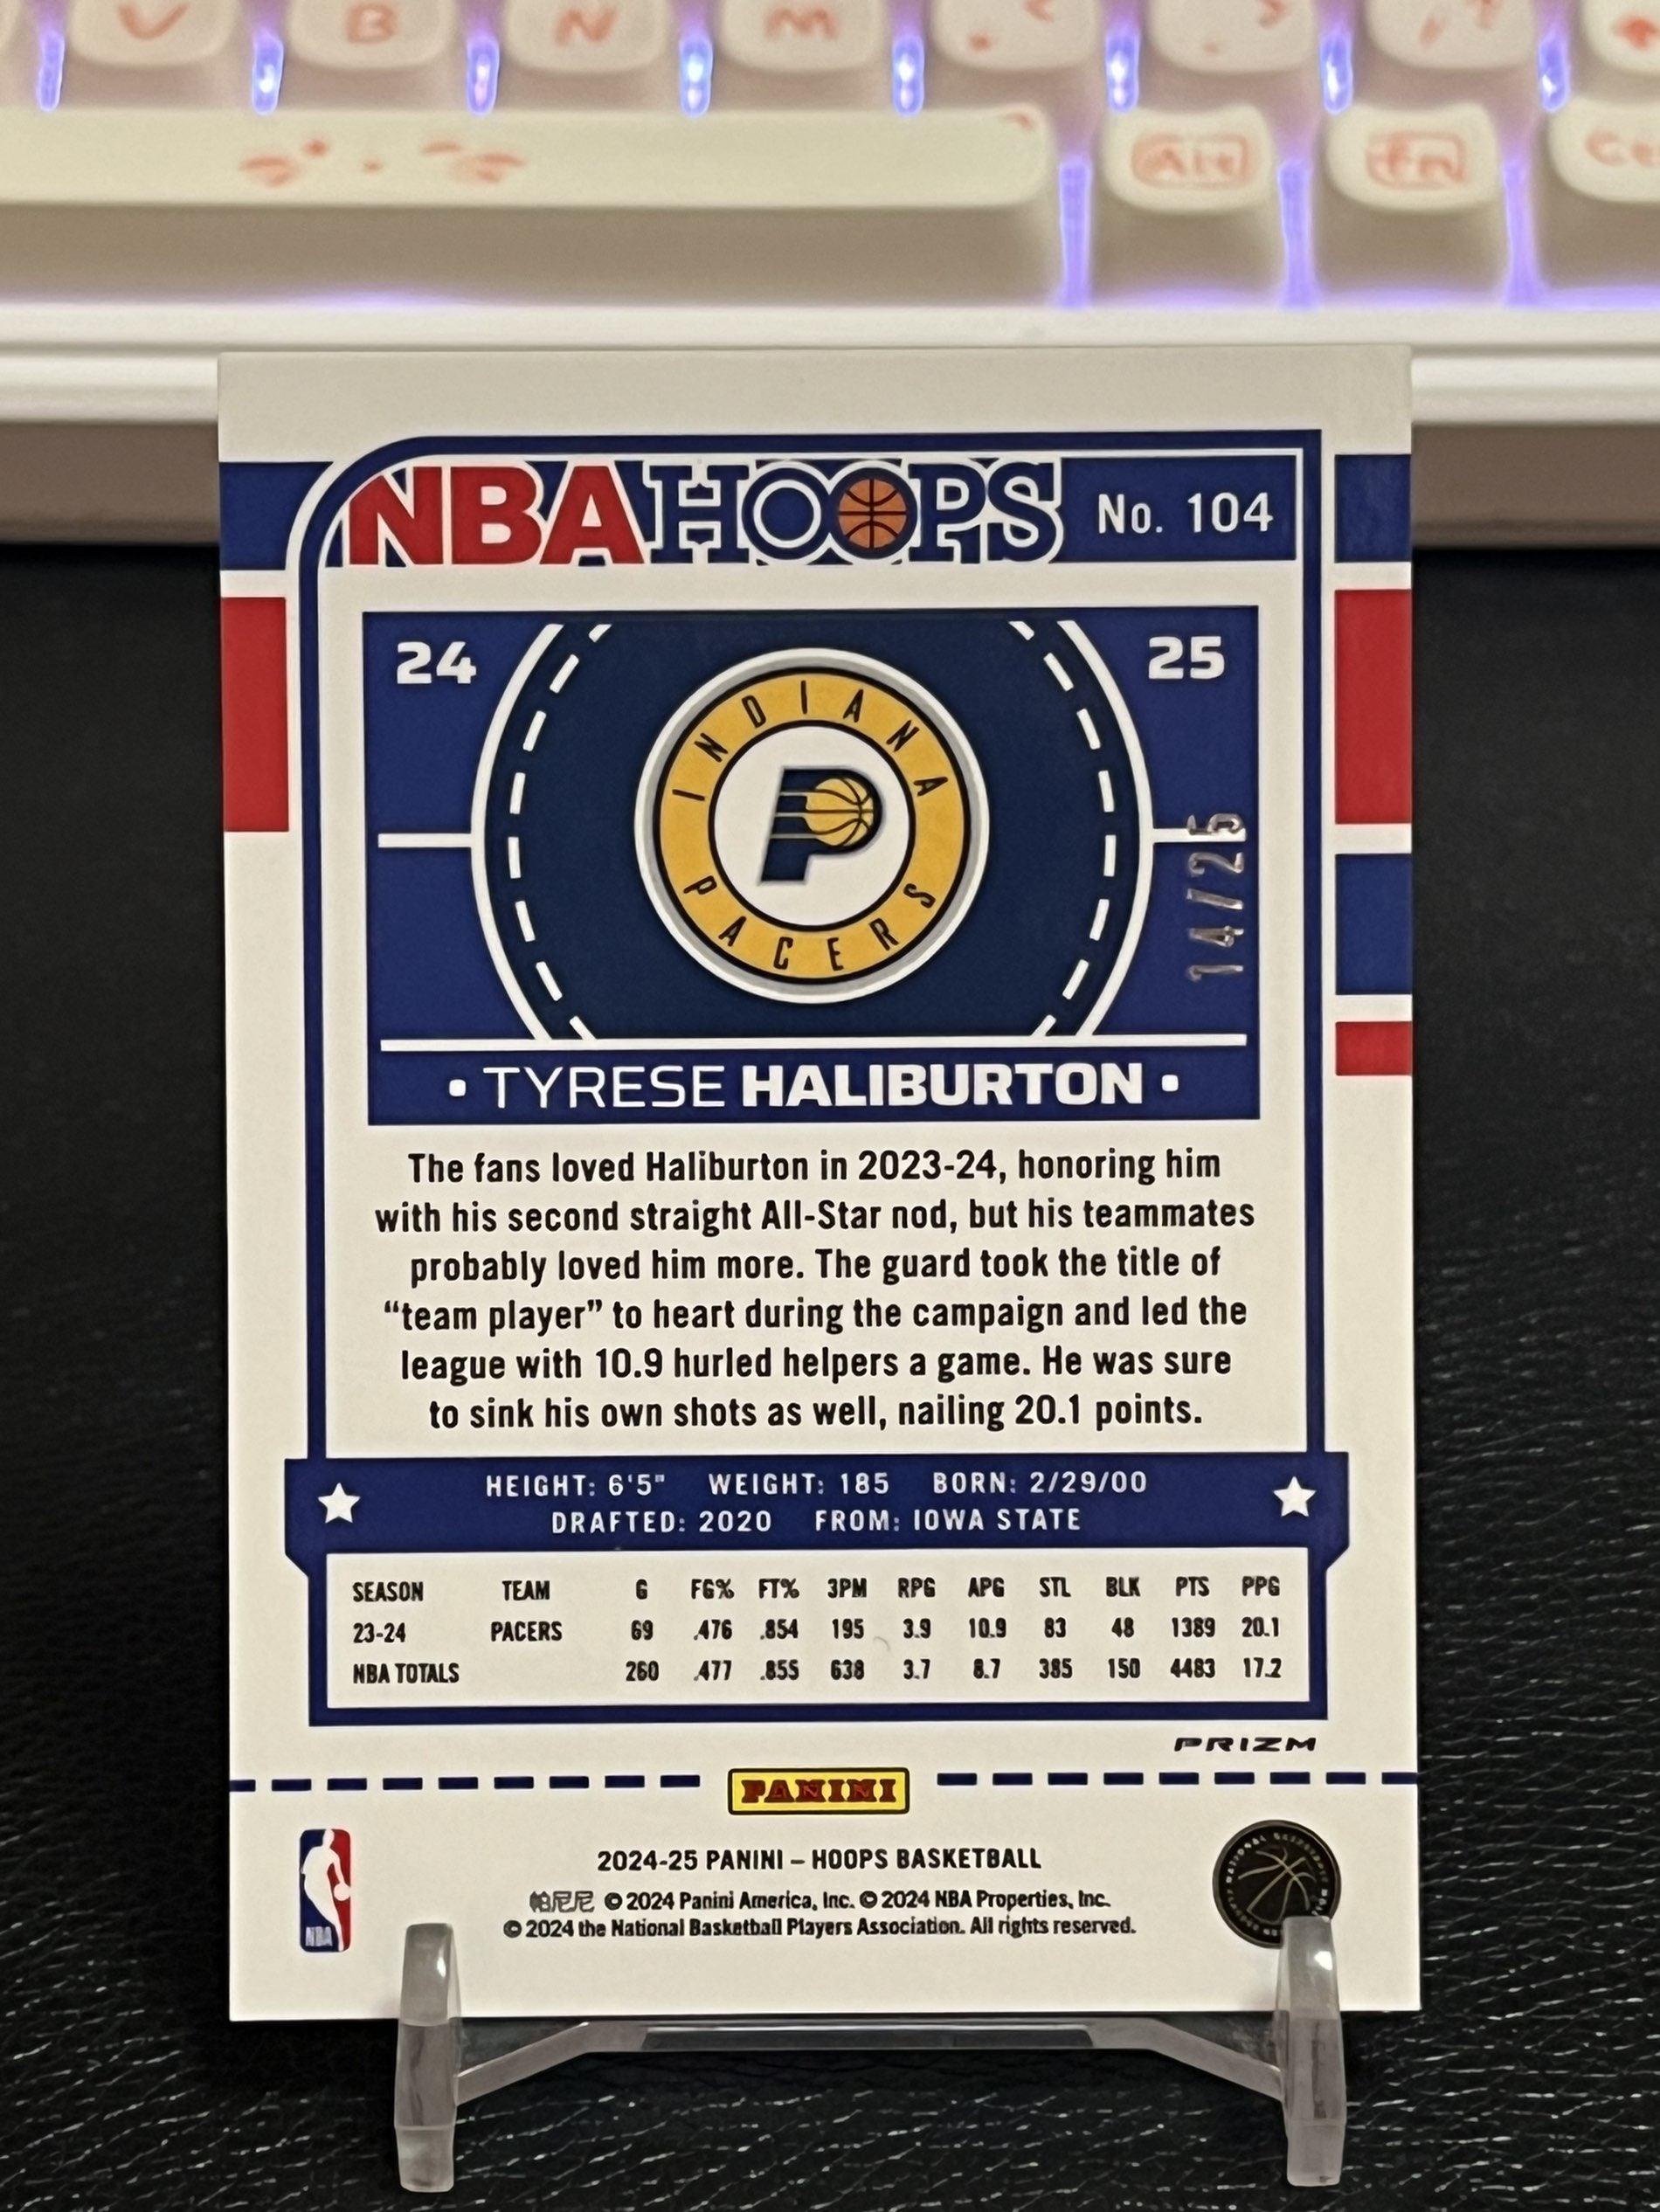 V B N M
Alt fn
NBA HOOPS No. 104
24 25
INDIANA
P
PACERS
14/25
• TYRESE HALIBURTON •
The fans loved Haliburton in 2023-24, honoring him
with his second straight All-Star nod, but his teammates
probably loved him more. The guard took the title of
“team player” to heart during the campaign and led the
league with 10.9 hurled helpers a game. He was sure
to sink his own shots as well, nailing 20.1 points.
HEIGHT: 6'5" WEIGHT: 185 BORN: 2/29/00
DRAFTED: 2020 FROM: IOWA STATE
SEASON TEAM G FG% FT% 3PM RPG APG STL BLK PTS PPG
23-24 PACERS 69 .476 .854 195 3.9 10.9 83 48 1389 20.1
NBA TOTALS 260 .477 .855 638 3.7 8.7 385 150 4483 17.2
PRIZM
PANINI
2024-25 PANINI – HOOPS BASKETBALL
帕尼尼 © 2024 Panini America, Inc. © 2024 NBA Properties, Inc.
© 2024 the National Basketball Players Association. All rights reserved.
NBA